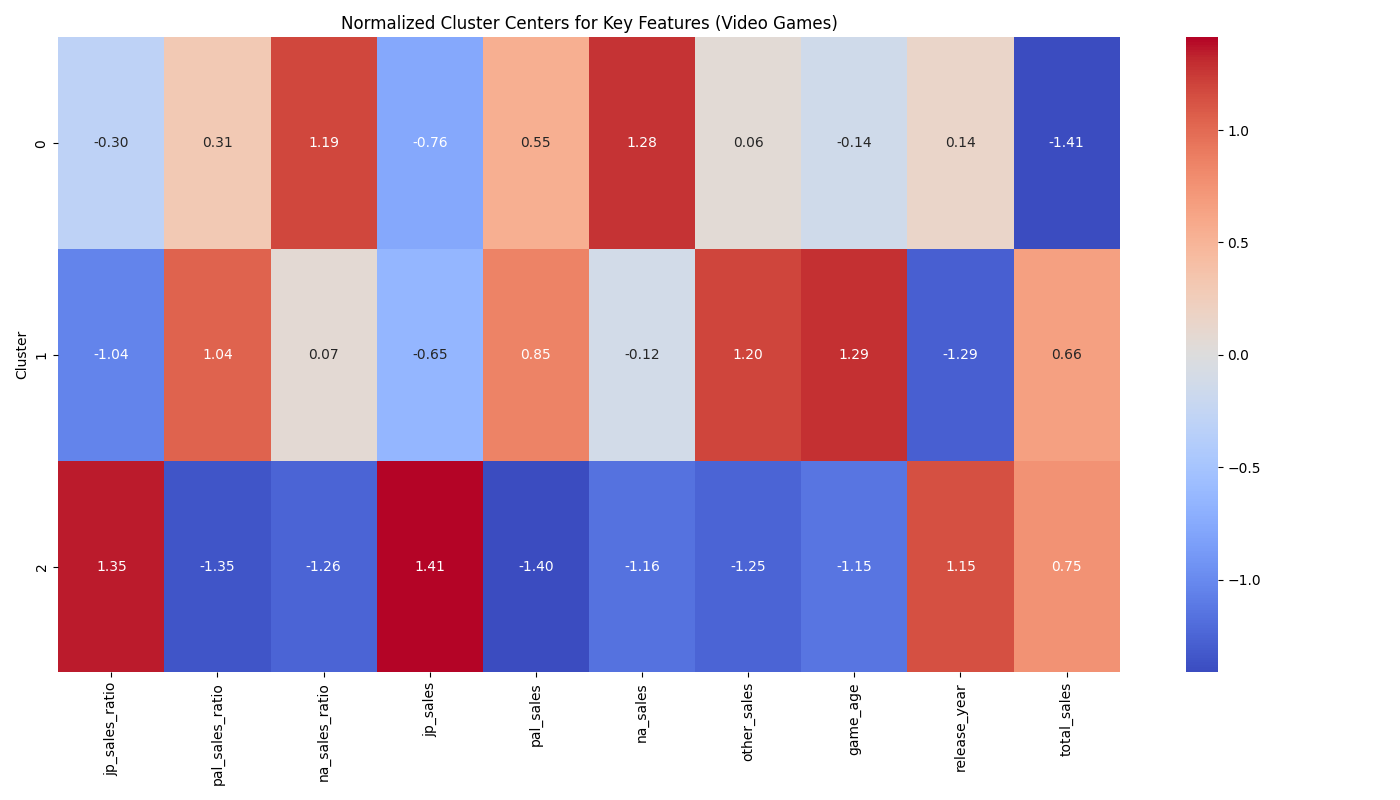 Normalized Cluster Centers for Key Features (Video Games)
0 -0.30 0.31 1.19 -0.76 0.55 1.28 0.06 -0.14 0.14 -1.41
1 -1.04 1.04 0.07 -0.65 0.85 -0.12 1.20 1.29 -1.29 0.66
2 1.35 -1.35 -1.26 1.41 -1.40 -1.16 -1.25 -1.15 1.15 0.75
Cluster
jp_sales_ratio
pal_sales_ratio
na_sales_ratio
jp_sales
pal_sales
na_sales
other_sales
game_age
release_year
total_sales
1.0
0.5
0.0
−0.5
−1.0